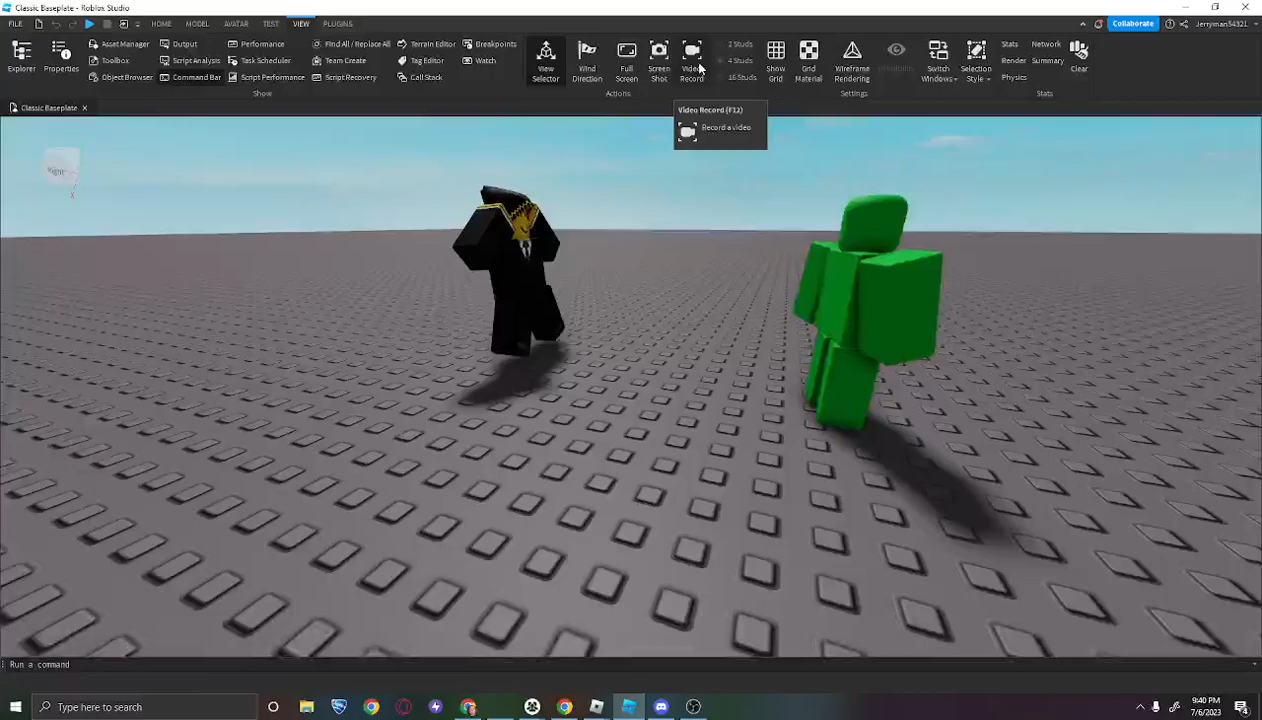 Classic Baseplate - Roblox Studio
FILE HOME MODEL AVATAR TEST VIEW PLUGINS Collaborate Jerryman54321
Explorer
Properties
Asset Manager
Toolbox
Object Browser
Output
Script Analysis
Command Bar
Performance
Task Scheduler
Script Performance
Find All / Replace All
Team Create
Script Recovery
Terrain Editor
Tag Editor
Call Stack
Breakpoints
Watch
Show
View
Selector
Wind
Direction
Full
Screen
Screen
Shot
Video
Record
Actions
2 Studs
4 Studs
16 Studs
Show
Grid
Grid
Material
Wireframe
Rendering
Switch
Windows
Selection
Style
Settings
Stats
Render
Physics
Network
Summary
Clear
Stats
Classic Baseplate
Video Record (F12)
Record a video
Right
X
Run a command
Type here to search
9:40 PM
7/6/2023
4